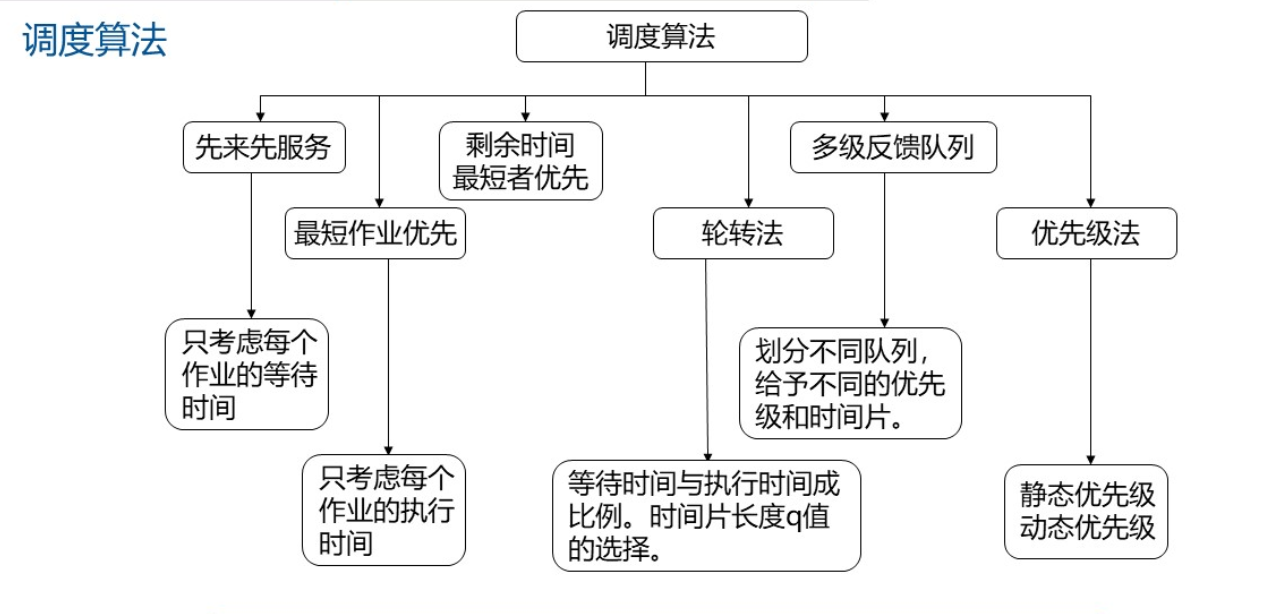 调度算法
调度算法
先来先服务
剩余时间
最短者优先
多级反馈队列
最短作业优先
轮转法
优先级法
只考虑每个
作业的等待
时间
划分不同队列，
给予不同的优先
级和时间片。
只考虑每个
作业的执行
时间
等待时间与执行时间成
比例。时间片长度q值
的选择。
静态优先级
动态优先级